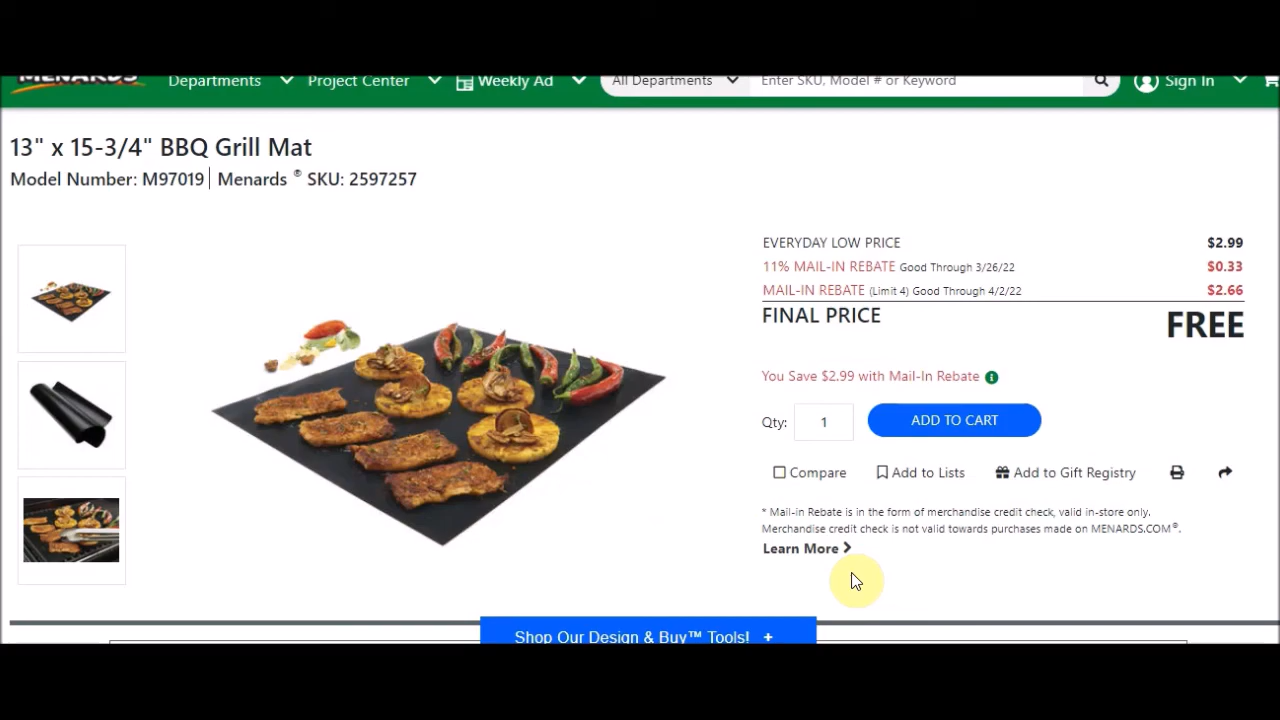 MENARDS
Departments
Project Center
Weekly Ad
All Departments
Enter SKU, Model # or Keyword
Sign In
13" x 15-3/4" BBQ Grill Mat
Model Number: M97019 | Menards ® SKU: 2597257
EVERYDAY LOW PRICE $2.99
11% MAIL-IN REBATE Good Through 3/26/22 $0.33
MAIL-IN REBATE (Limit 4) Good Through 4/2/22 $2.66
FINAL PRICE FREE
You Save $2.99 with Mail-In Rebate i
Qty: 1 ADD TO CART
Compare Add to Lists Add to Gift Registry
* Mail-in Rebate is in the form of merchandise credit check, valid in-store only.
Merchandise credit check is not valid towards purchases made on MENARDS.COM®.
Learn More
Shop Our Design & Buy™ Tools! +